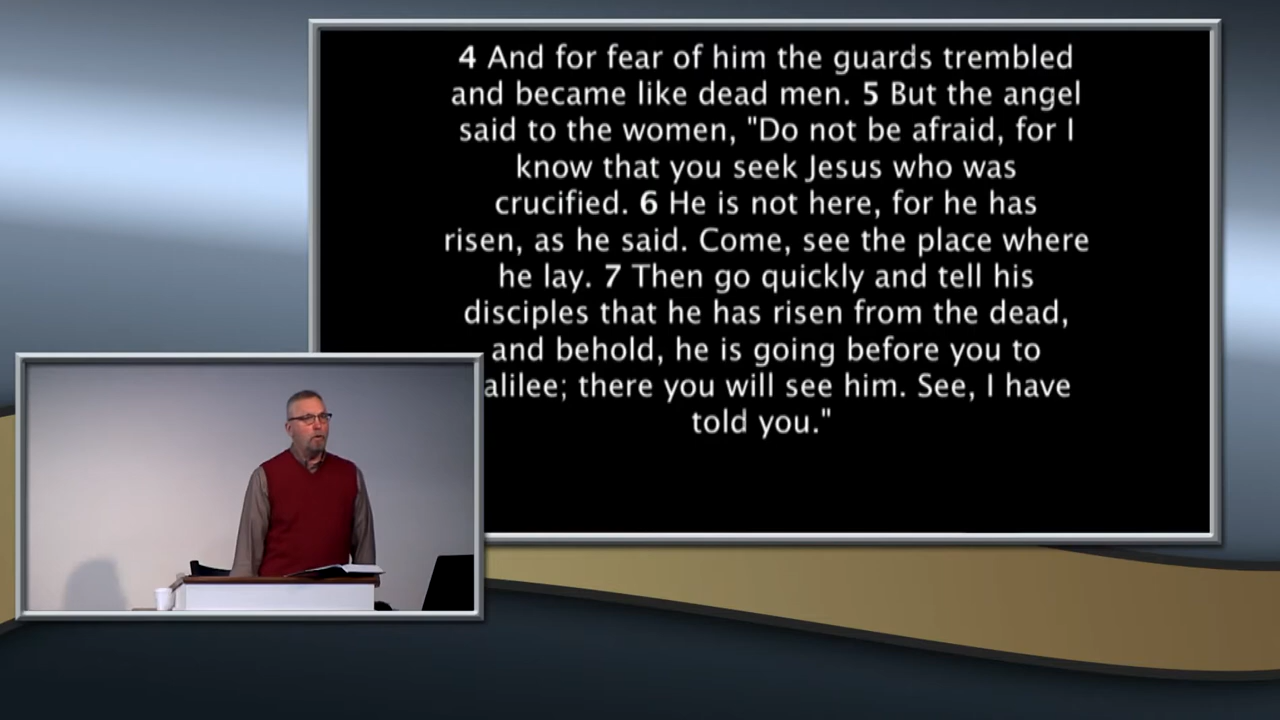 4 And for fear of him the guards trembled
and became like dead men. 5 But the angel
said to the women, "Do not be afraid, for I
know that you seek Jesus who was
crucified. 6 He is not here, for he has
risen, as he said. Come, see the place where
he lay. 7 Then go quickly and tell his
disciples that he has risen from the dead,
and behold, he is going before you to
alilee; there you will see him. See, I have
told you."